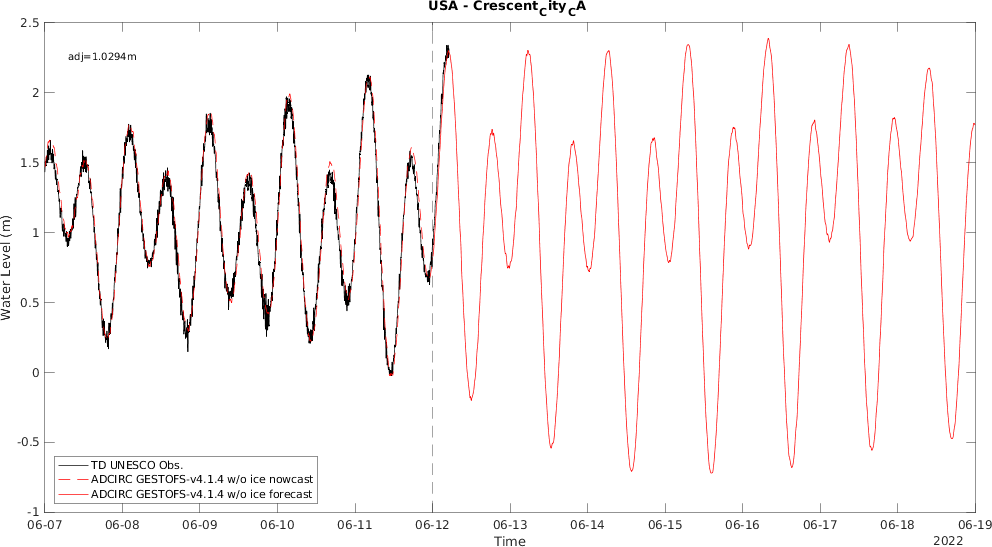 USA - Crescent_City_CA
adj=1.0294m
2.5
2
1.5
1
0.5
0
-0.5
-1
Water Level (m)
TD UNESCO Obs.
ADCIRC GESTOFS-v4.1.4 w/o ice nowcast
ADCIRC GESTOFS-v4.1.4 w/o ice forecast
06-07 06-08 06-09 06-10 06-11 06-12 06-13 06-14 06-15 06-16 06-17 06-18 06-19
Time
2022